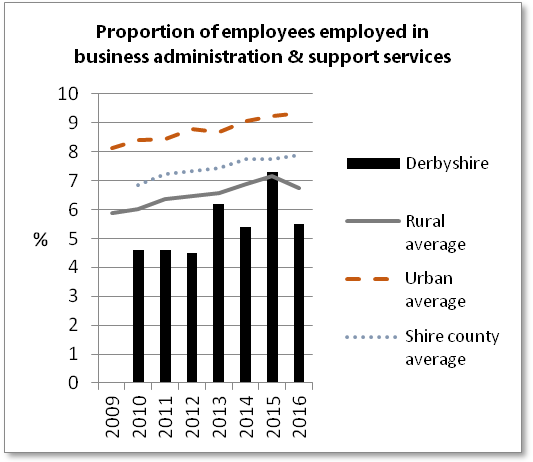 Proportion of employees employed in
business administration & support services
10
9
8
7
6
5
4
3
2
1
0
%
2009
2010
2011
2012
2013
2014
2015
2016
Derbyshire
Rural
average
Urban
average
Shire county
average